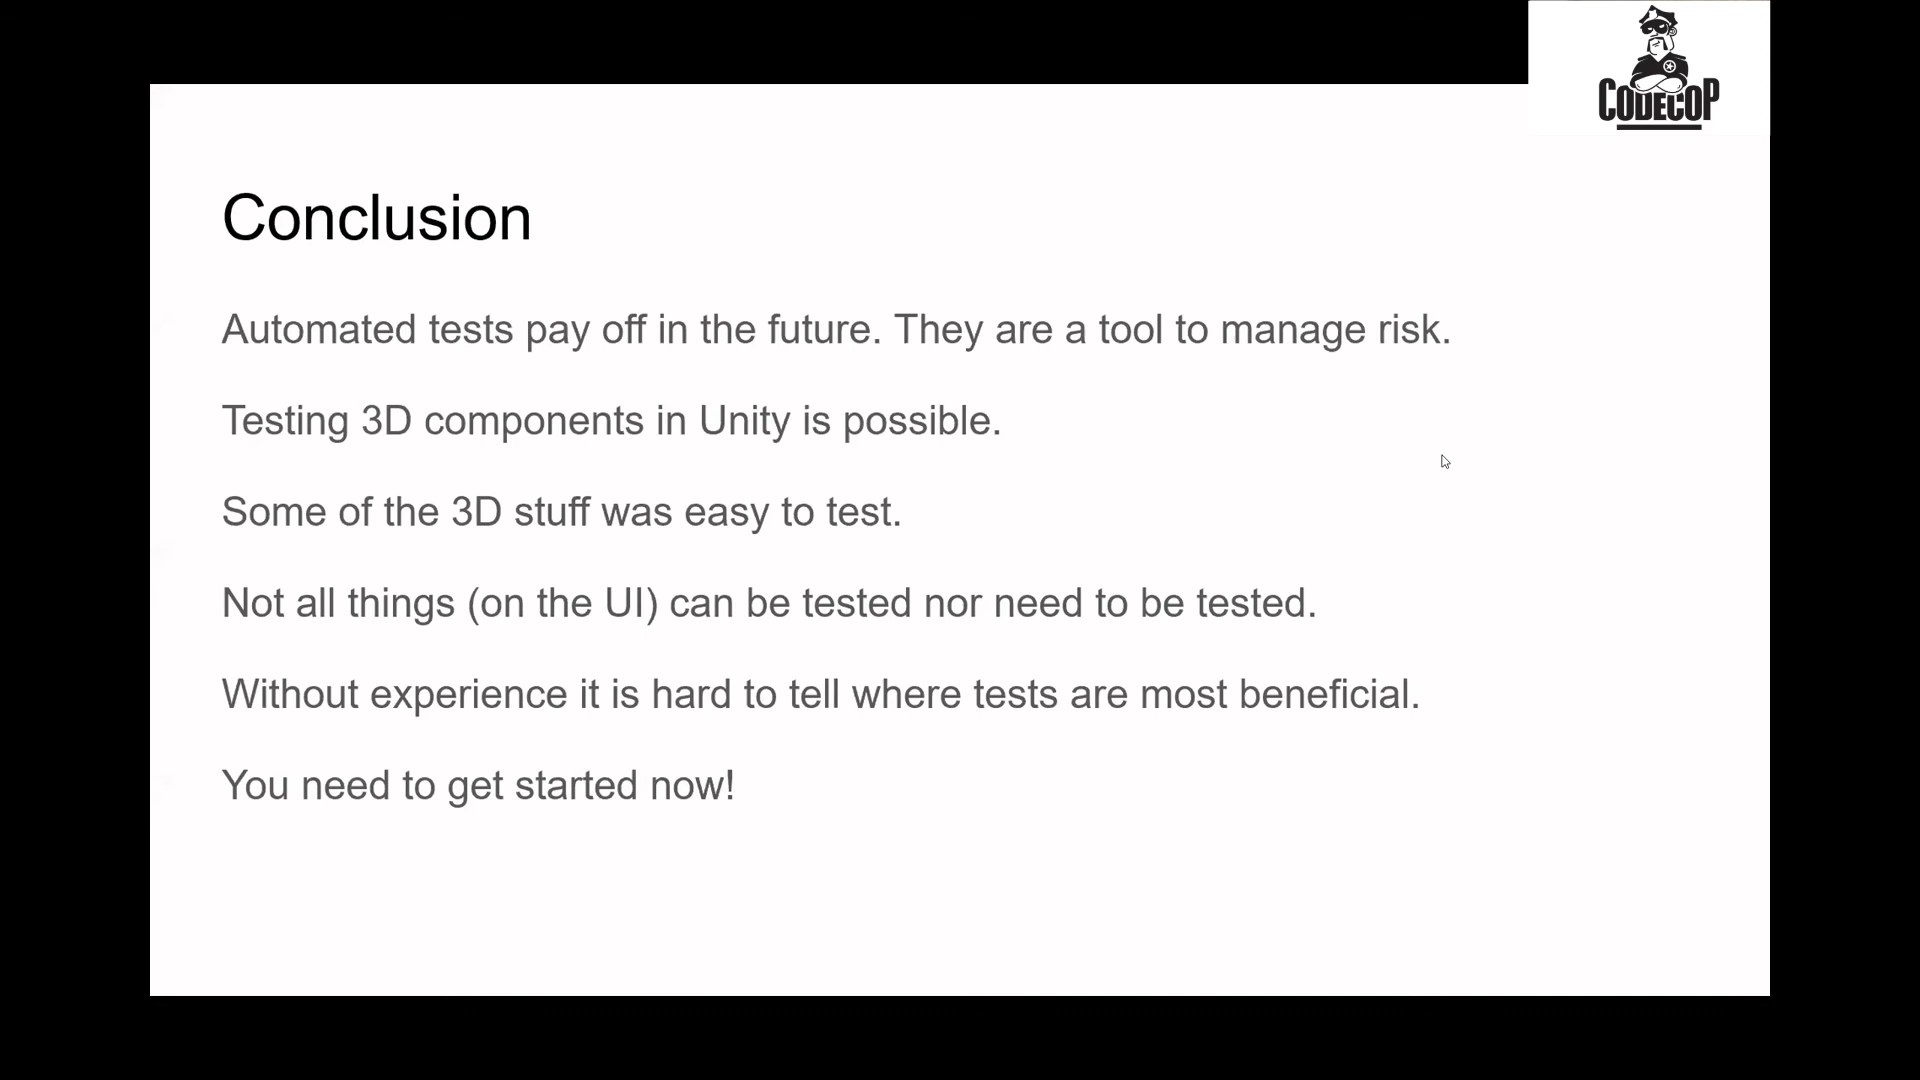 CODECOP
Conclusion
Automated tests pay off in the future. They are a tool to manage risk.
Testing 3D components in Unity is possible.
Some of the 3D stuff was easy to test.
Not all things (on the UI) can be tested nor need to be tested.
Without experience it is hard to tell where tests are most beneficial.
You need to get started now!